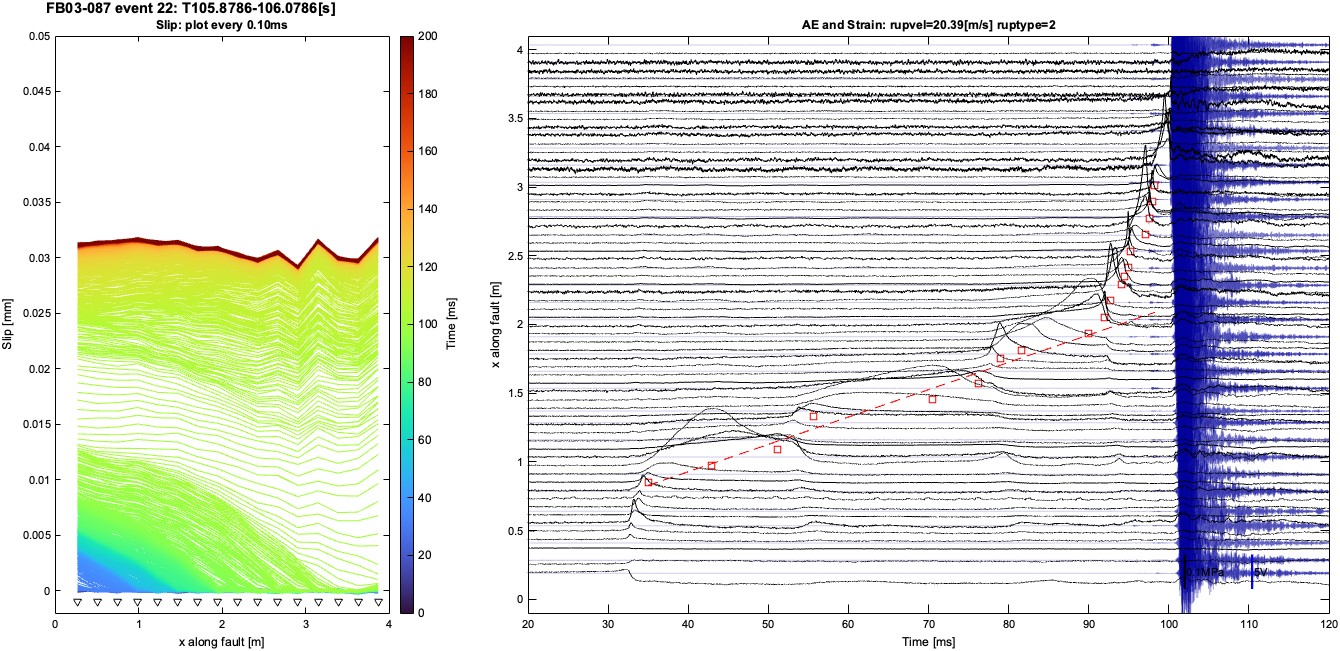 FB03-087 event 22: T105.8786-106.0786[s]
Slip: plot every 0.10ms
0.05
0.045
0.04
0.035
0.03
0.025
0.02
0.015
0.01
0.005
0
Slip [mm]
0 1 2 3 4
x along fault [m]
200
180
160
140
120
100
80
60
40
20
0
Time [ms]
AE and Strain: rupvel=20.39[m/s] ruptype=2
4
3.5
3
2.5
2
1.5
1
0.5
0
x along fault [m]
0.1MPa 5V
20 30 40 50 60 70 80 90 100 110 120
Time [ms]